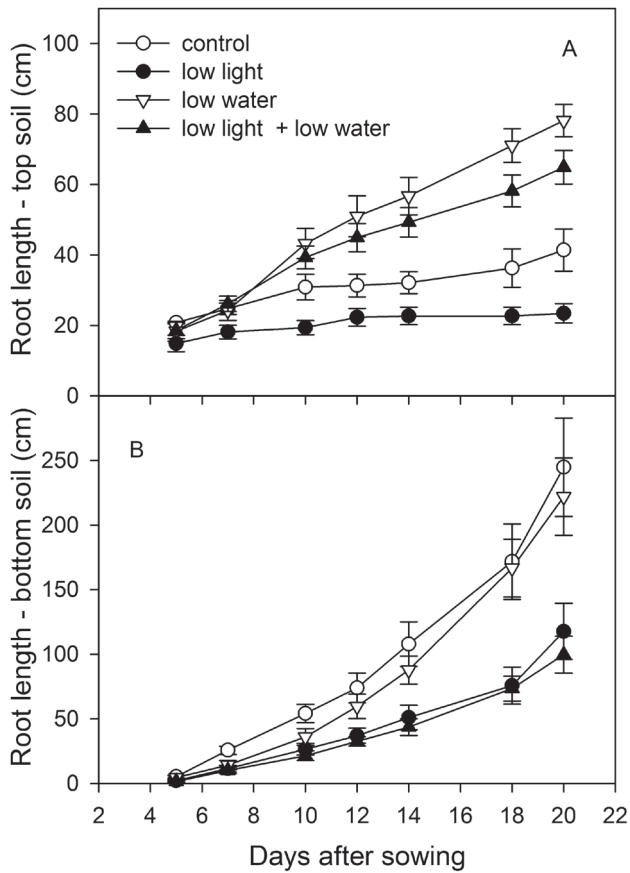 100
80
60
40
20
0
Root length - top soil (cm)
control
low light
low water
low light + low water
A
250
200
150
100
50
0
Root length - bottom soil (cm)
B
2 4 6 8 10 12 14 16 18 20 22
Days after sowing